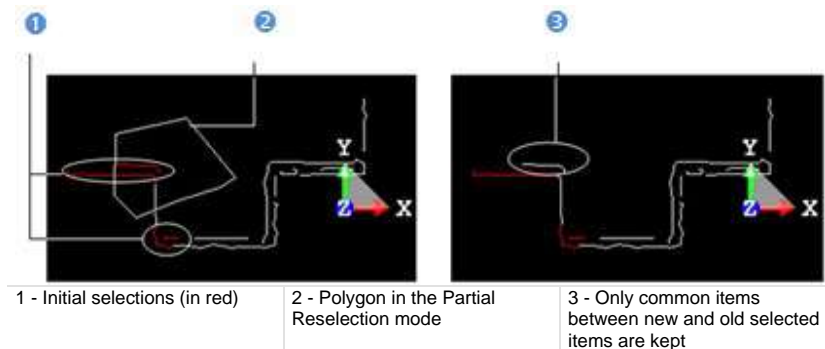 1 2 3
Y Y
Z X Z X
1 - Initial selections (in red)
2 - Polygon in the Partial
Reselection mode
3 - Only common items
between new and old selected
items are kept